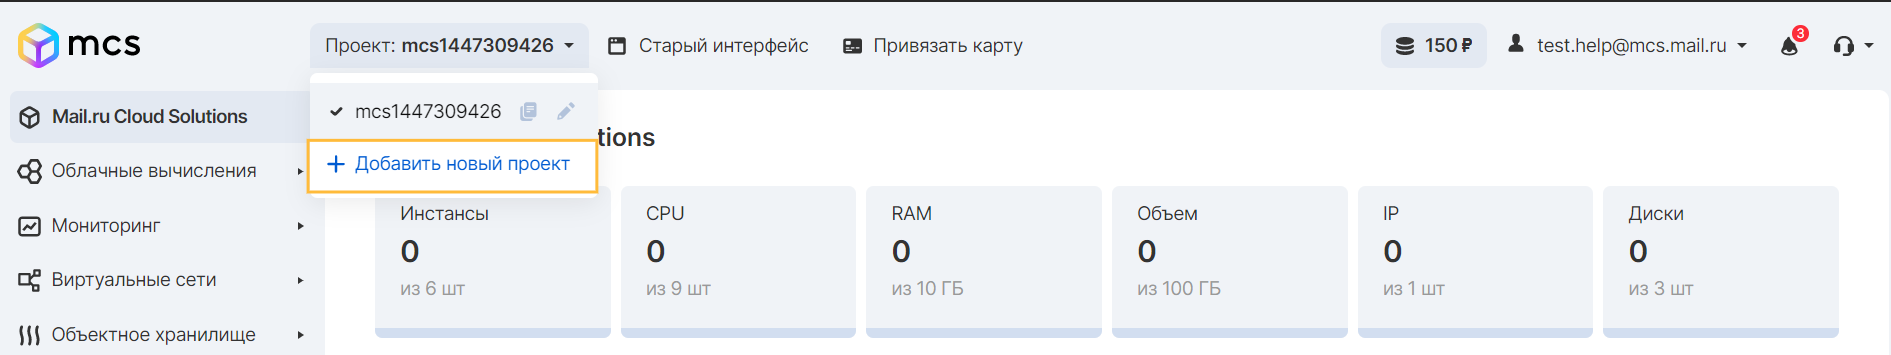 mcs
Проект: mcs1447309426
Старый интерфейс
Привязать карту
150 ₽
test.help@mcs.mail.ru
3
mcs1447309426
Добавить новый проект
Mail.ru Cloud Solutions
Облачные вычисления
Мониторинг
Виртуальные сети
Объектное хранилище
tions
Инстансы
0
из 6 шт
CPU
0
из 9 шт
RAM
0
из 10 ГБ
Объем
0
из 100 ГБ
IP
0
из 1 шт
Диски
0
из 3 шт